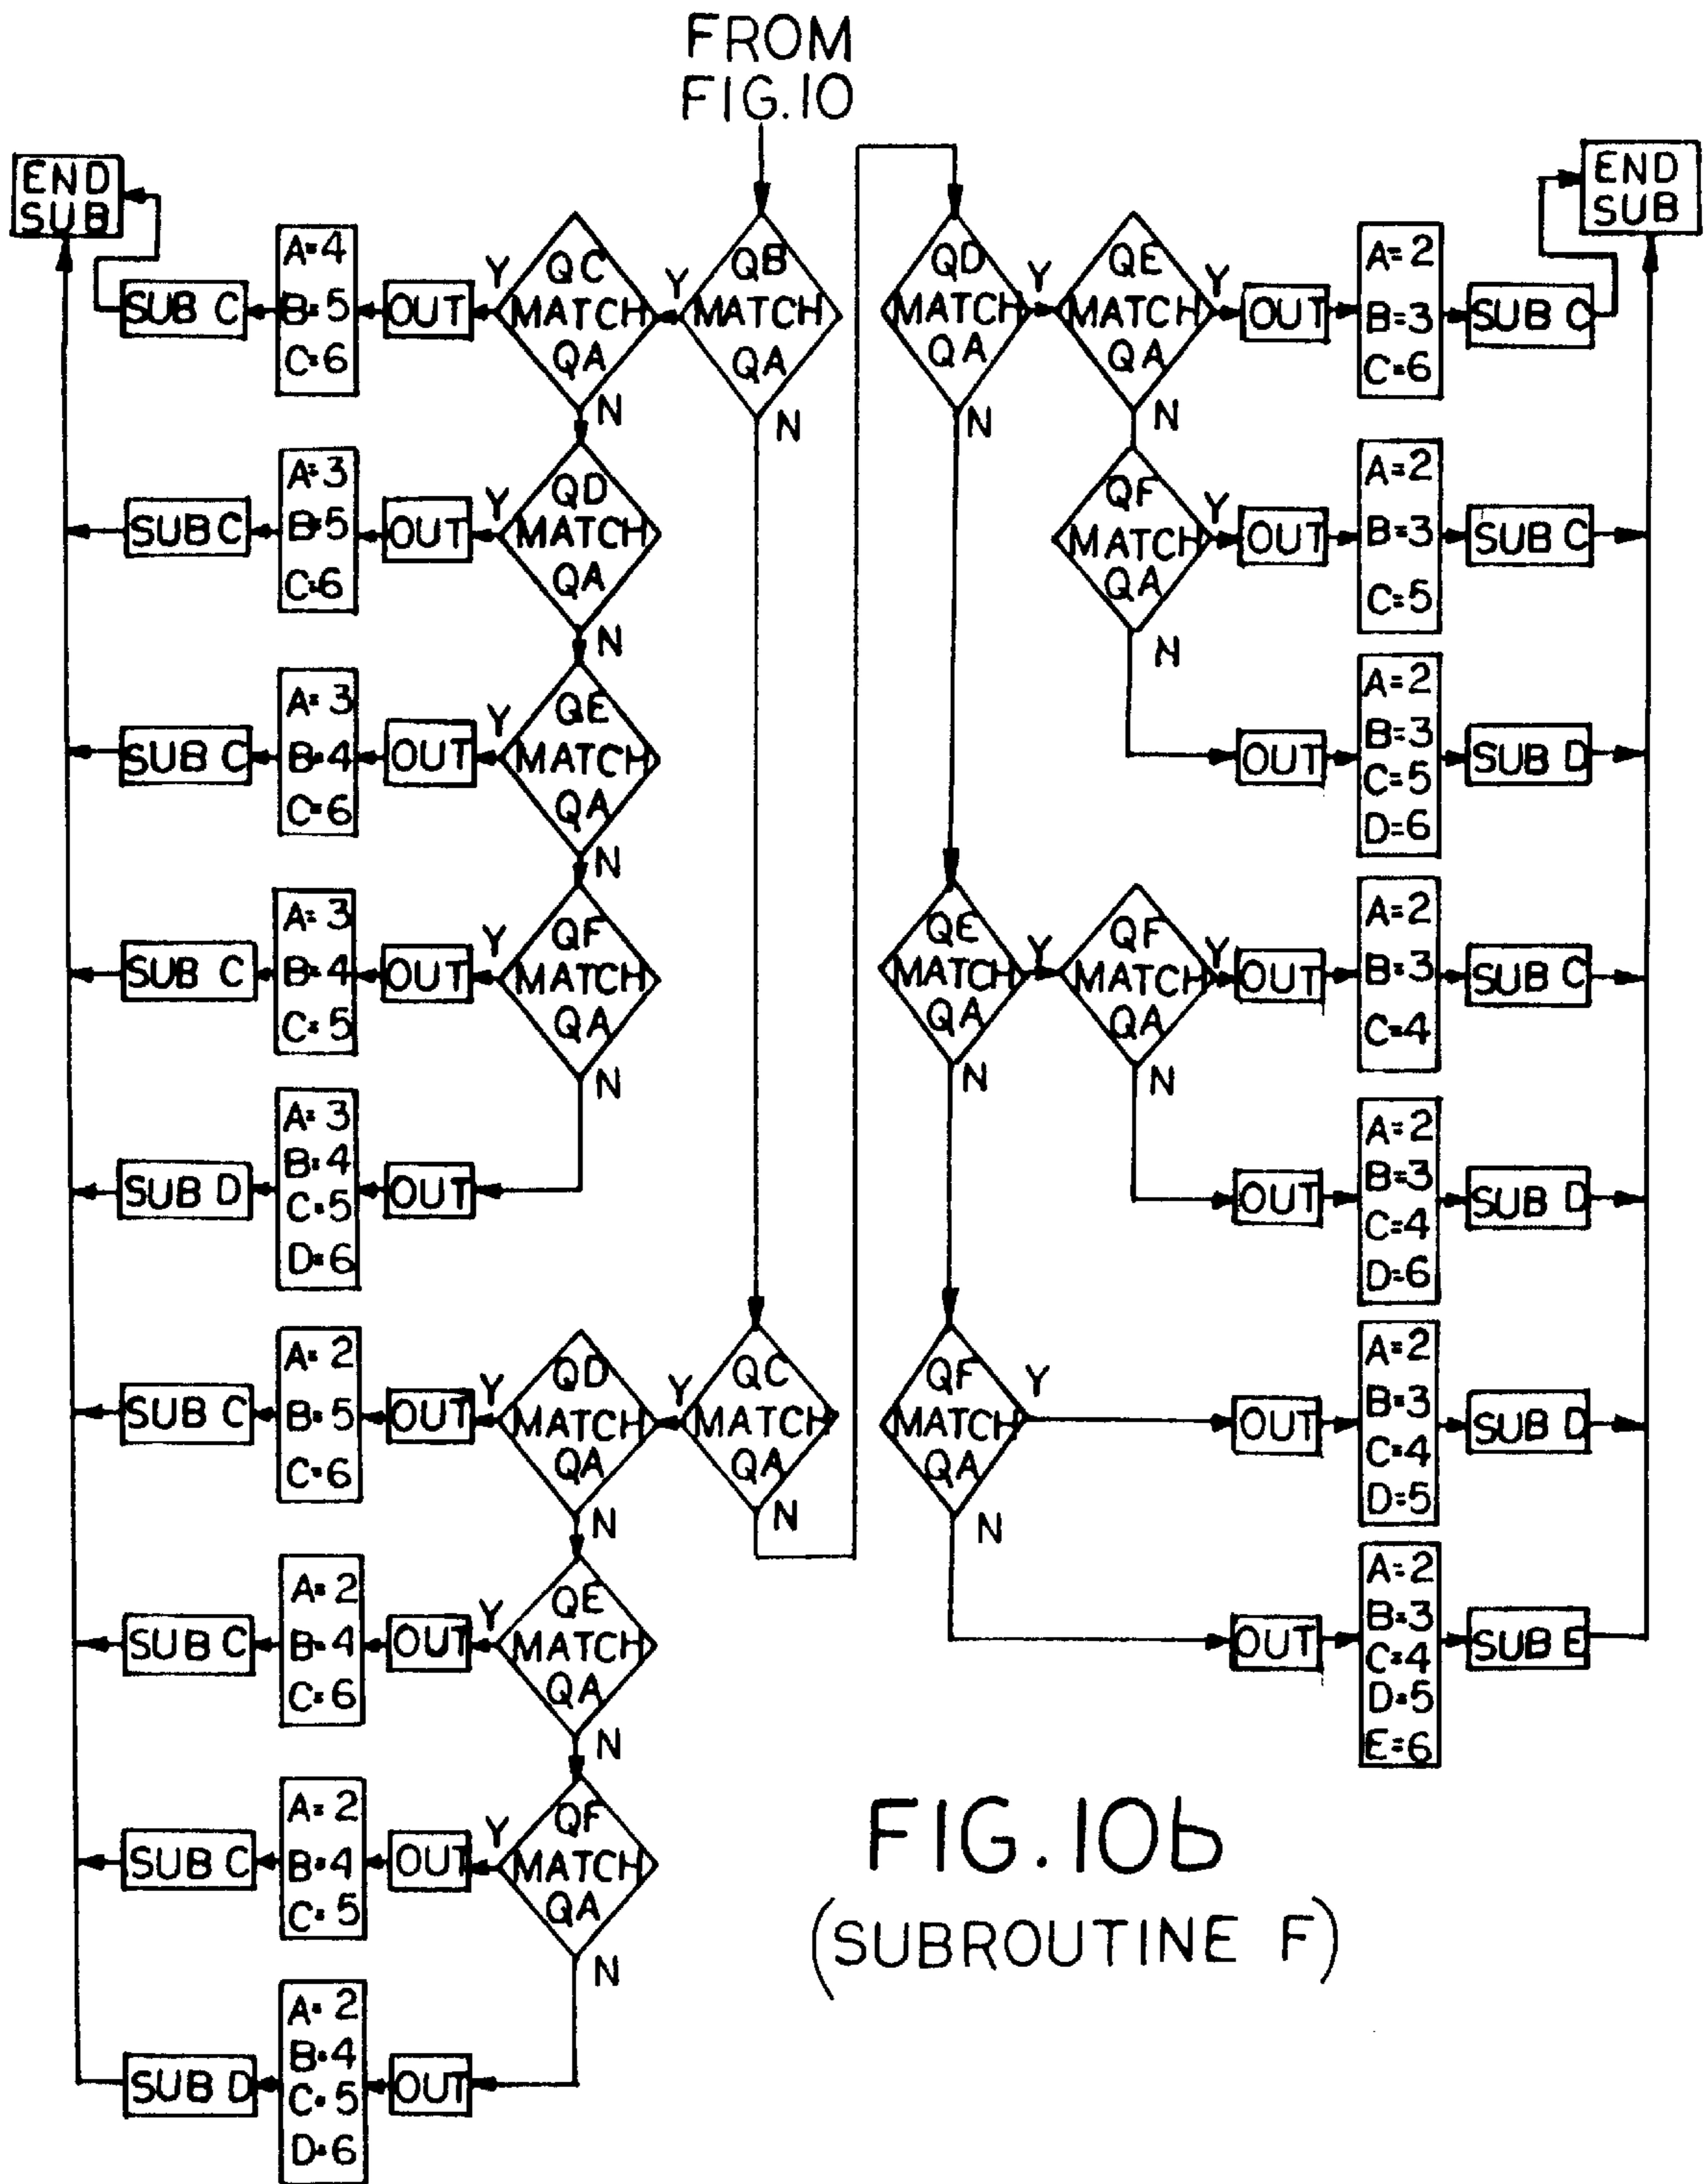 FROM
FIG.10
END
SUB
SUB C
A=4
B=5
C=6
OUT
Y
QC
MATCH
QA
N
Y
QB
MATCH
QA
N
SUB C
A=3
B=5
C=6
OUT
Y
QD
MATCH
QA
N
SUB C
A=3
B=4
C=6
OUT
Y
QE
MATCH
QA
N
SUB C
A=3
B=4
C=5
OUT
Y
QF
MATCH
QA
N
SUB D
A=3
B=4
C=5
D=6
OUT
SUB C
A=2
B=5
C=6
OUT
Y
QD
MATCH
QA
N
Y
QC
MATCH
QA
N
SUB C
A=2
B=4
C=6
OUT
Y
QE
MATCH
QA
N
SUB C
A=2
B=4
C=5
OUT
Y
QF
MATCH
QA
N
SUB D
A=2
B=4
C=5
D=6
OUT
QD
MATCH
QA
Y
N
QE
MATCH
QA
Y
N
OUT
A=2
B=3
C=6
SUB C
END
SUB
QF
MATCH
QA
Y
N
OUT
A=2
B=3
C=5
SUB C
OUT
A=2
B=3
C=5
D=6
SUB D
QE
MATCH
QA
Y
N
QF
MATCH
QA
Y
N
OUT
A=2
B=3
C=4
SUB C
OUT
A=2
B=3
C=4
D=6
SUB D
QF
MATCH
QA
Y
N
OUT
A=2
B=3
C=4
D=5
SUB D
OUT
A=2
B=3
C=4
D=5
E=6
SUB E
FIG.10b
(SUBROUTINE F)